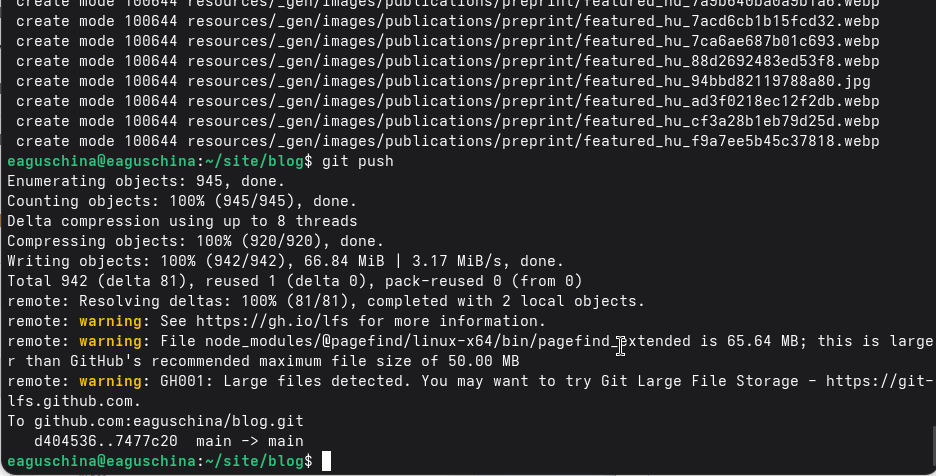 create mode 100644 resources/_gen/images/publications/preprint/featured_hu_7a9b640ba0a9b1a6.webp
create mode 100644 resources/_gen/images/publications/preprint/featured_hu_7acd6cb1b15fcd32.webp
create mode 100644 resources/_gen/images/publications/preprint/featured_hu_7ca6ae687b01c693.webp
create mode 100644 resources/_gen/images/publications/preprint/featured_hu_88d2692483ed53f8.webp
create mode 100644 resources/_gen/images/publications/preprint/featured_hu_94bbd82119788a80.jpg
create mode 100644 resources/_gen/images/publications/preprint/featured_hu_ad3f0218ec12f2db.webp
create mode 100644 resources/_gen/images/publications/preprint/featured_hu_cf3a28b1eb79d25d.webp
create mode 100644 resources/_gen/images/publications/preprint/featured_hu_f9a7ee5b45c37818.webp
eaguschina@eaguschina:~/site/blog$ git push
Enumerating objects: 945, done.
Counting objects: 100% (945/945), done.
Delta compression using up to 8 threads
Compressing objects: 100% (920/920), done.
Writing objects: 100% (942/942), 66.84 MiB | 3.17 MiB/s, done.
Total 942 (delta 81), reused 1 (delta 0), pack-reused 0 (from 0)
remote: Resolving deltas: 100% (81/81), completed with 2 local objects.
remote: warning: See https://gh.io/lfs for more information.
remote: warning: File node_modules/@pagefind/linux-x64/bin/pagefind_extended is 65.64 MB; this is large
r than GitHub's recommended maximum file size of 50.00 MB
remote: warning: GH001: Large files detected. You may want to try Git Large File Storage - https://git-
lfs.github.com.
To github.com:eaguschina/blog.git
d404536..7477c20 main -> main
eaguschina@eaguschina:~/site/blog$